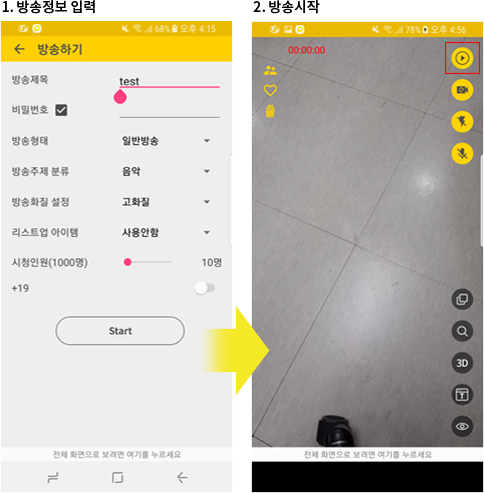 1. 방송정보 입력
68% 오후 4:15
방송하기
방송제목 test
비밀번호
방송형태 일반방송
방송주제 분류 음악
방송화질 설정 고화질
리스트업 아이템 사용안함
시청인원(1000명) 10명
+19
Start
전체 화면으로 보려면 여기를 누르세요
2. 방송시작
78% 오후 4:56
00:00:00
3D
전체 화면으로 보려면 여기를 누르세요